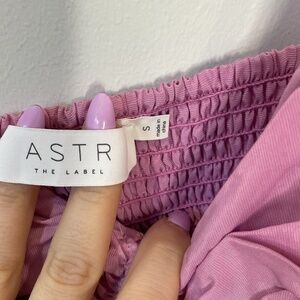 ASTR
THE LABEL
S
made in
china